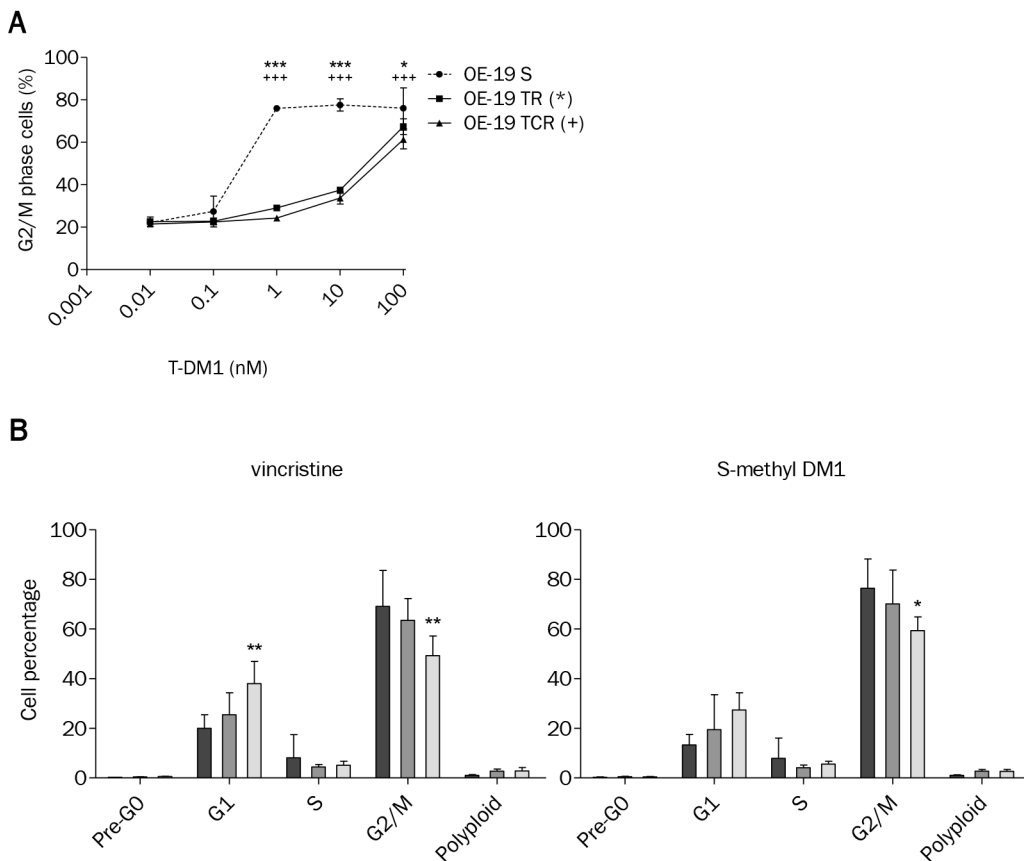 A
G2/M phase cells (%)
100
80
60
40
20
0
*** *** *
+++ +++ +++
OE-19 S
OE-19 TR (*)
OE-19 TCR (+)
0.001 0.01 0.1 1 10 100
T-DM1 (nM)
B
vincristine
Cell percentage
100
80
60
40
20
0
**
**
Pre-G0 G1 S G2/M Polyploid
S-methyl DM1
100
80
60
40
20
0
*
Pre-G0 G1 S G2/M Polyploid